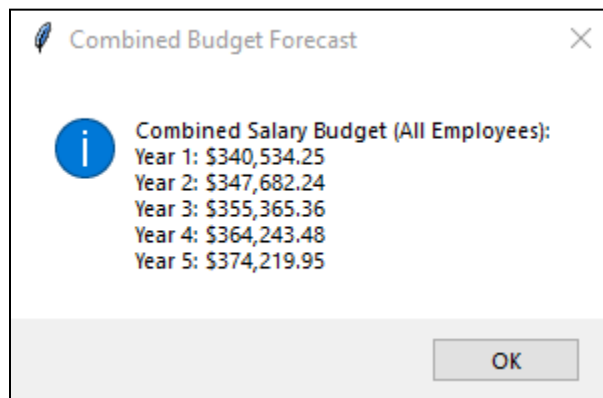 Combined Budget Forecast
Combined Salary Budget (All Employees):
Year 1: $340,534.25
Year 2: $347,682.24
Year 3: $355,365.36
Year 4: $364,243.48
Year 5: $374,219.95
OK